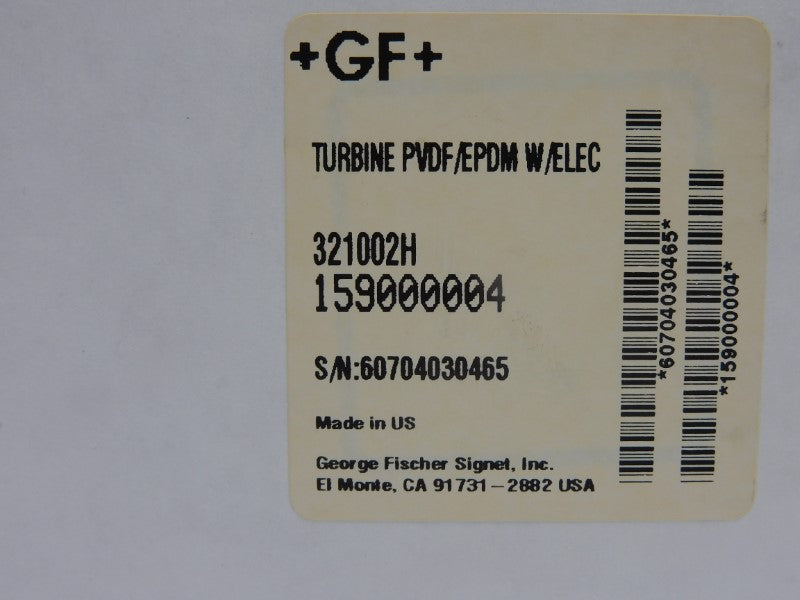 +GF+
TURBINE PVDF/EPDM W/ELEC
321002H
159000004
S/N:60704030465
Made in US
George Fischer Signet, Inc.
El Monte, CA 91731-2882 USA
*60704030465*
*159000004*